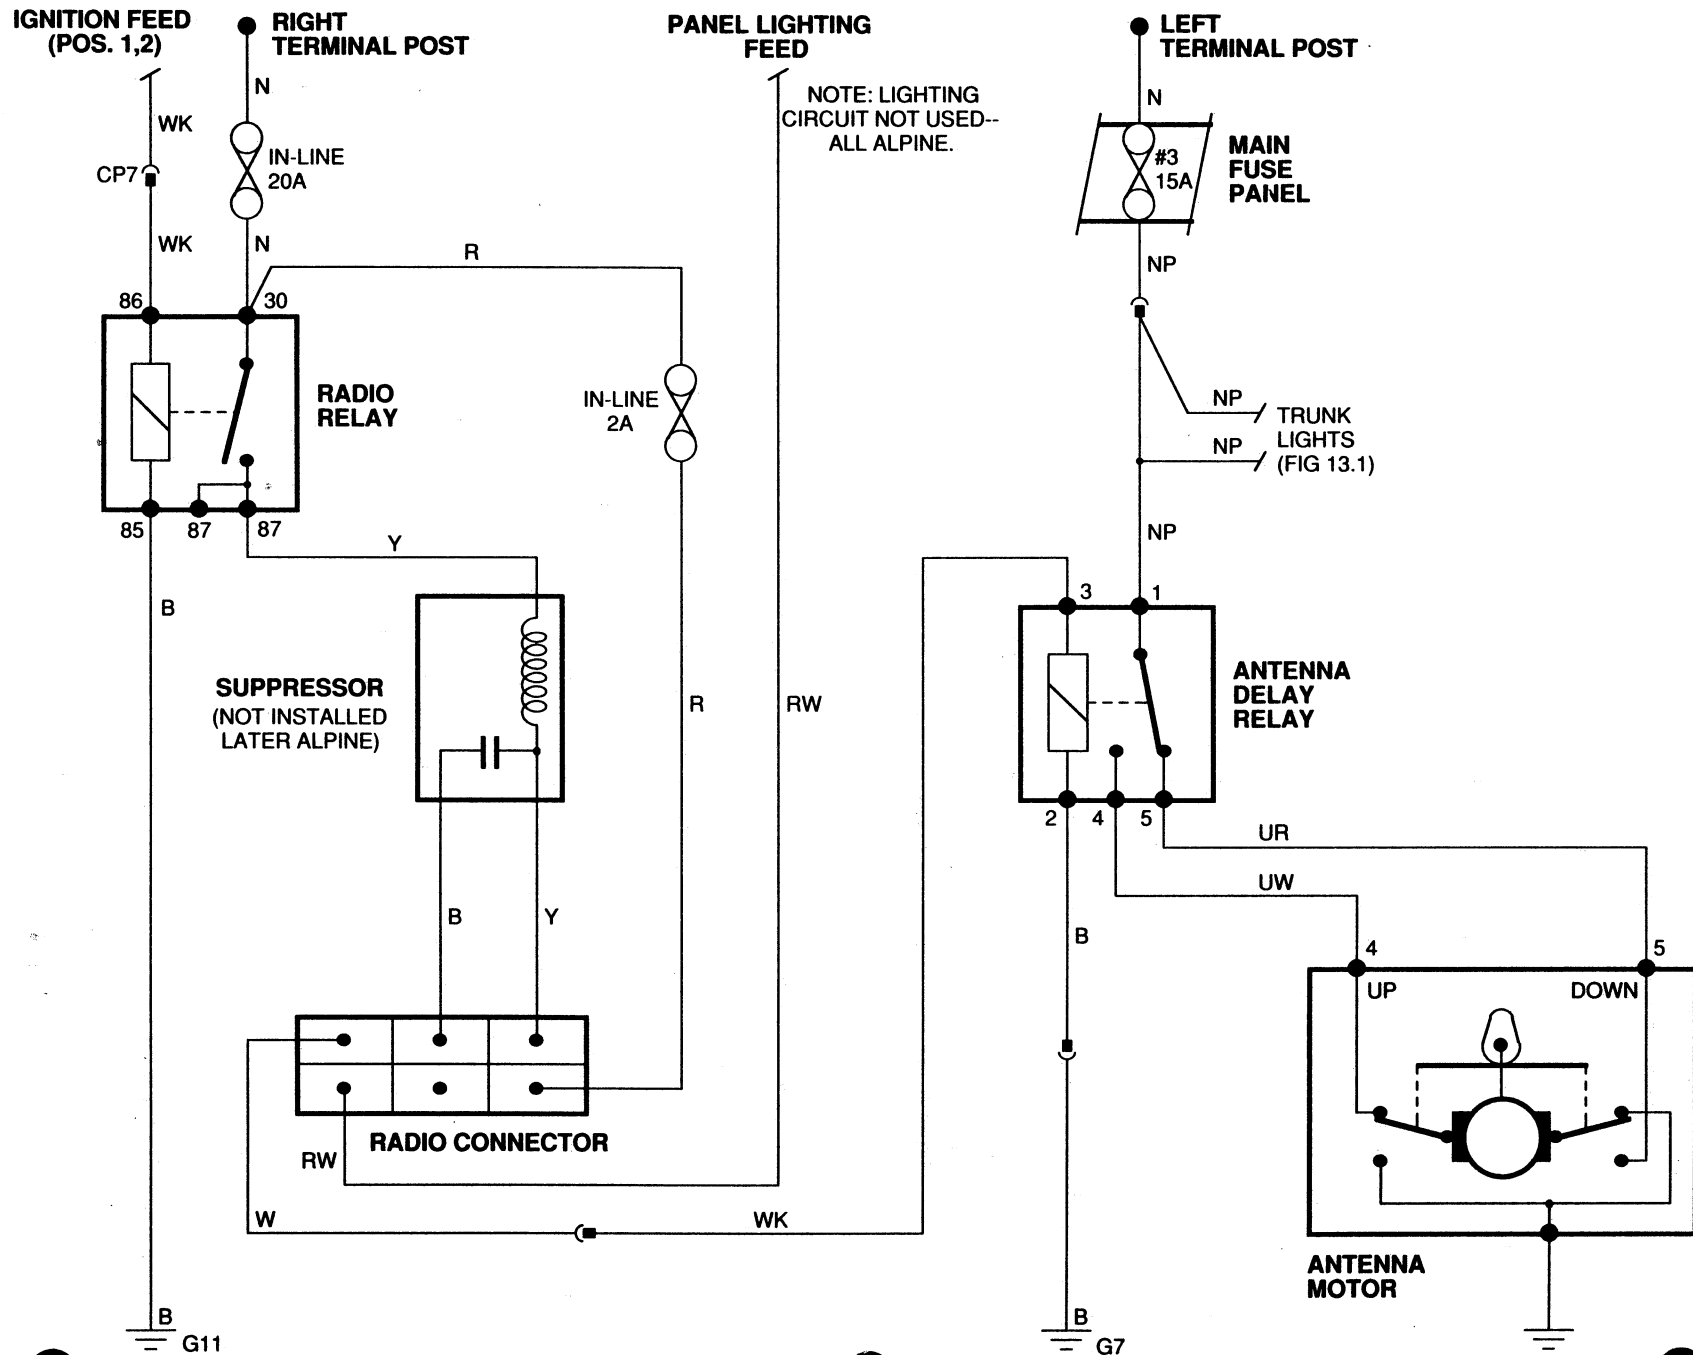 IGNITION FEED
(POS. 1,2)
RIGHT
TERMINAL POST
PANEL LIGHTING
FEED
LEFT
TERMINAL POST
NOTE: LIGHTING
CIRCUIT NOT USED--
ALL ALPINE.
N
WK
CP7
IN-LINE
20A
N
#3
15A
MAIN
FUSE
PANEL
WK
N
R
NP
86
30
RADIO
RELAY
IN-LINE
2A
NP
TRUNK
LIGHTS
(FIG 13.1)
NP
85
87
87
Y
NP
B
3
1
SUPPRESSOR
(NOT INSTALLED
LATER ALPINE)
R
RW
ANTENNA
DELAY
RELAY
2
4
5
UR
UW
B
Y
B
4
5
UP
DOWN
RADIO CONNECTOR
RW
W
WK
ANTENNA
MOTOR
B
G11
B
G7